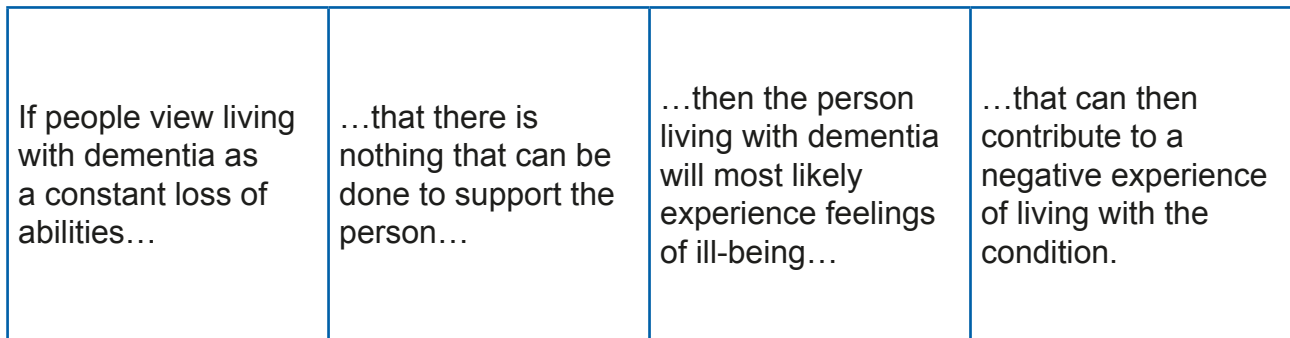 If people view living
with dementia as
a constant loss of
abilities…
…that there is
nothing that can be
done to support the
person…
…then the person
living with dementia
will most likely
experience feelings
of ill-being…
…that can then
contribute to a
negative experience
of living with the
condition.